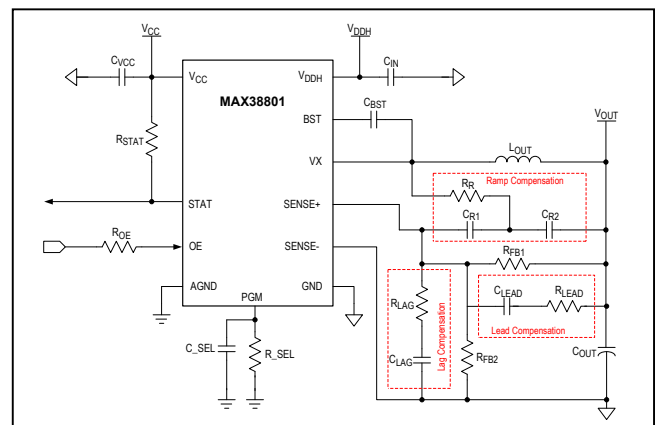 VCC
VDDH
CVCC
CIN
VCC
VDDH
MAX38801
CBST
BST
VOUT
RSTAT
LOUT
VX
RR
Ramp Compensation
STAT
SENSE+
CR1
CR2
ROE
RFB1
OE
SENSE-
CLEAD
RLEAD
AGND
GND
RLAG
PGM
Lead Compensation
Lag Compensation
C_SEL
R_SEL
CLAG
RFB2
COUT